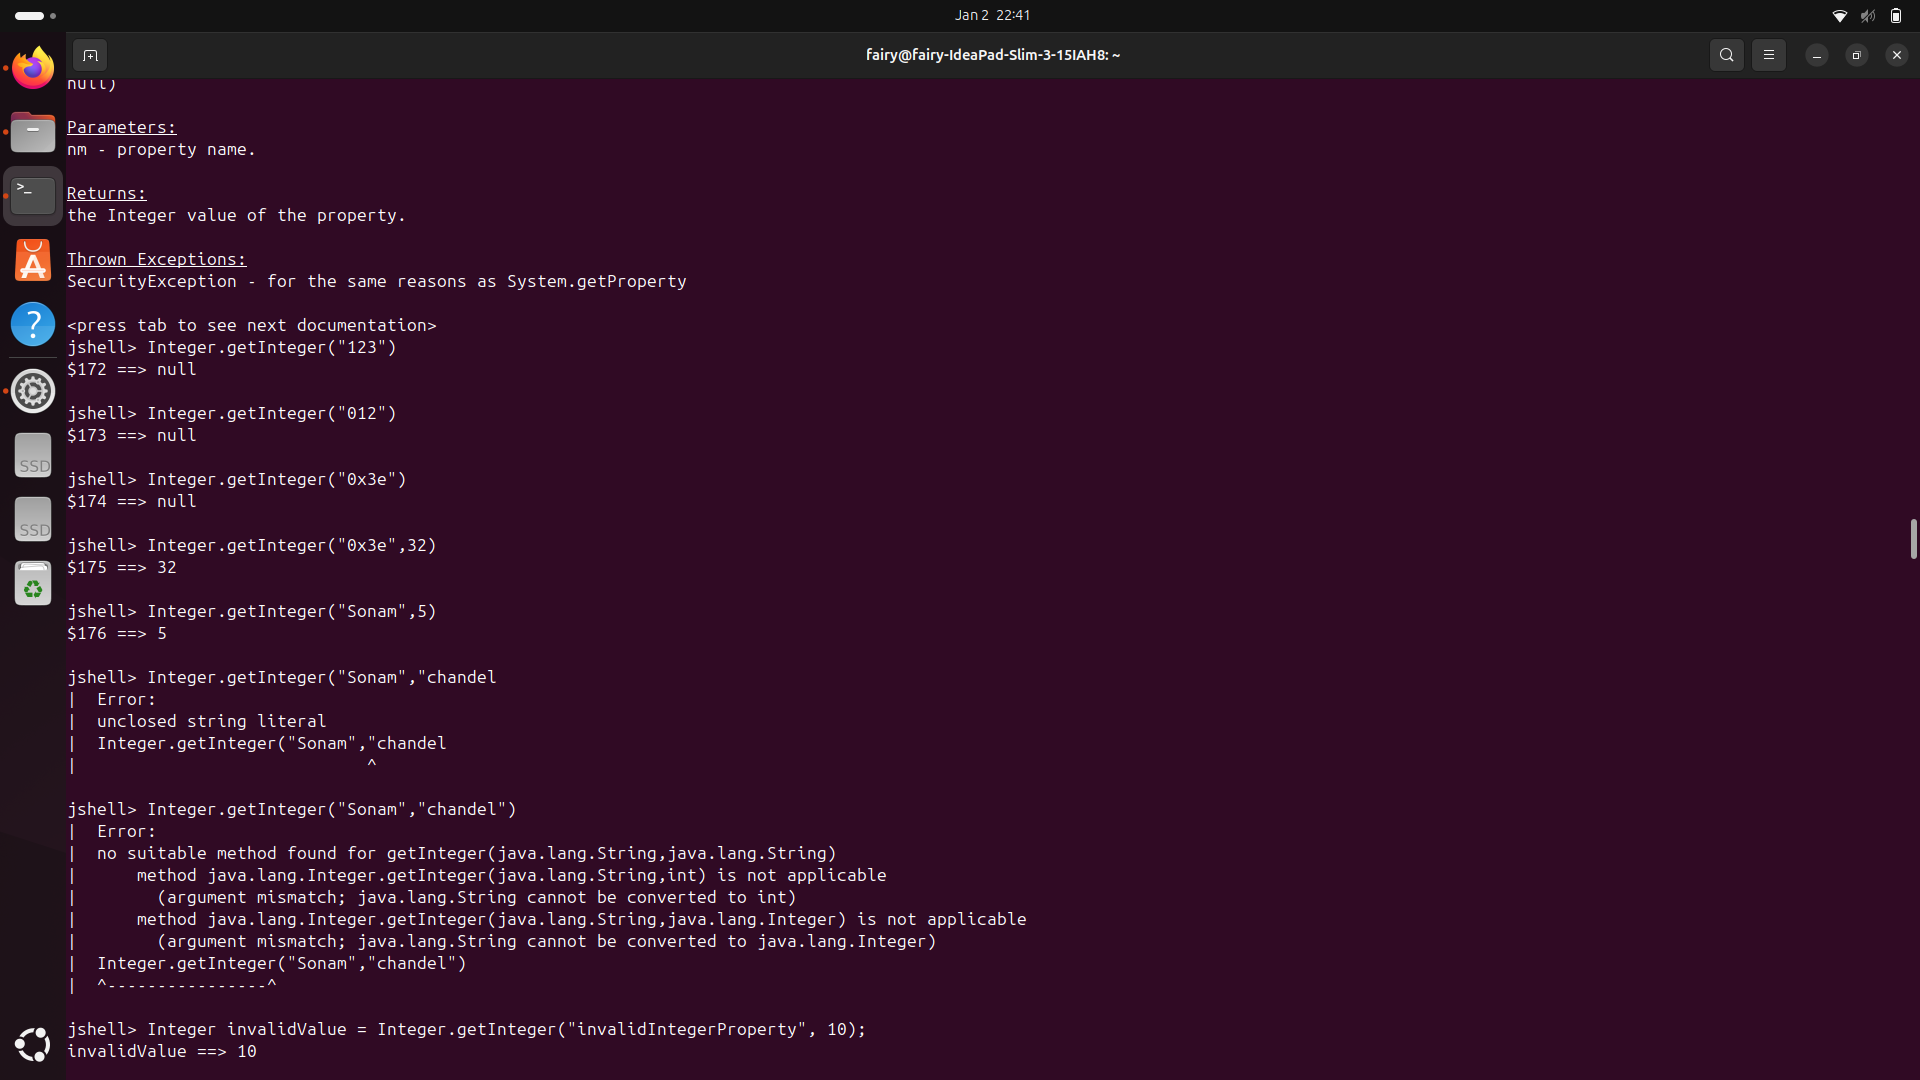 Jan 2 22:41
fairy@fairy-IdeaPad-Slim-3-15IAH8: ~
null)
Parameters:
nm - property name.
Returns:
the Integer value of the property.
Thrown Exceptions:
SecurityException - for the same reasons as System.getProperty
<press tab to see next documentation>
jshell> Integer.getInteger("123")
$172 ==> null
jshell> Integer.getInteger("012")
$173 ==> null
jshell> Integer.getInteger("0x3e")
$174 ==> null
jshell> Integer.getInteger("0x3e",32)
$175 ==> 32
jshell> Integer.getInteger("Sonam",5)
$176 ==> 5
jshell> Integer.getInteger("Sonam","chandel
|  Error:
|  unclosed string literal
|  Integer.getInteger("Sonam","chandel
|                             ^
jshell> Integer.getInteger("Sonam","chandel")
|  Error:
|  no suitable method found for getInteger(java.lang.String,java.lang.String)
|      method java.lang.Integer.getInteger(java.lang.String,int) is not applicable
|        (argument mismatch; java.lang.String cannot be converted to int)
|      method java.lang.Integer.getInteger(java.lang.String,java.lang.Integer) is not applicable
|        (argument mismatch; java.lang.String cannot be converted to java.lang.Integer)
|  Integer.getInteger("Sonam","chandel")
|  ^----------------^
jshell> Integer invalidValue = Integer.getInteger("invalidIntegerProperty", 10);
invalidValue ==> 10
>_
?
SSD
SSD